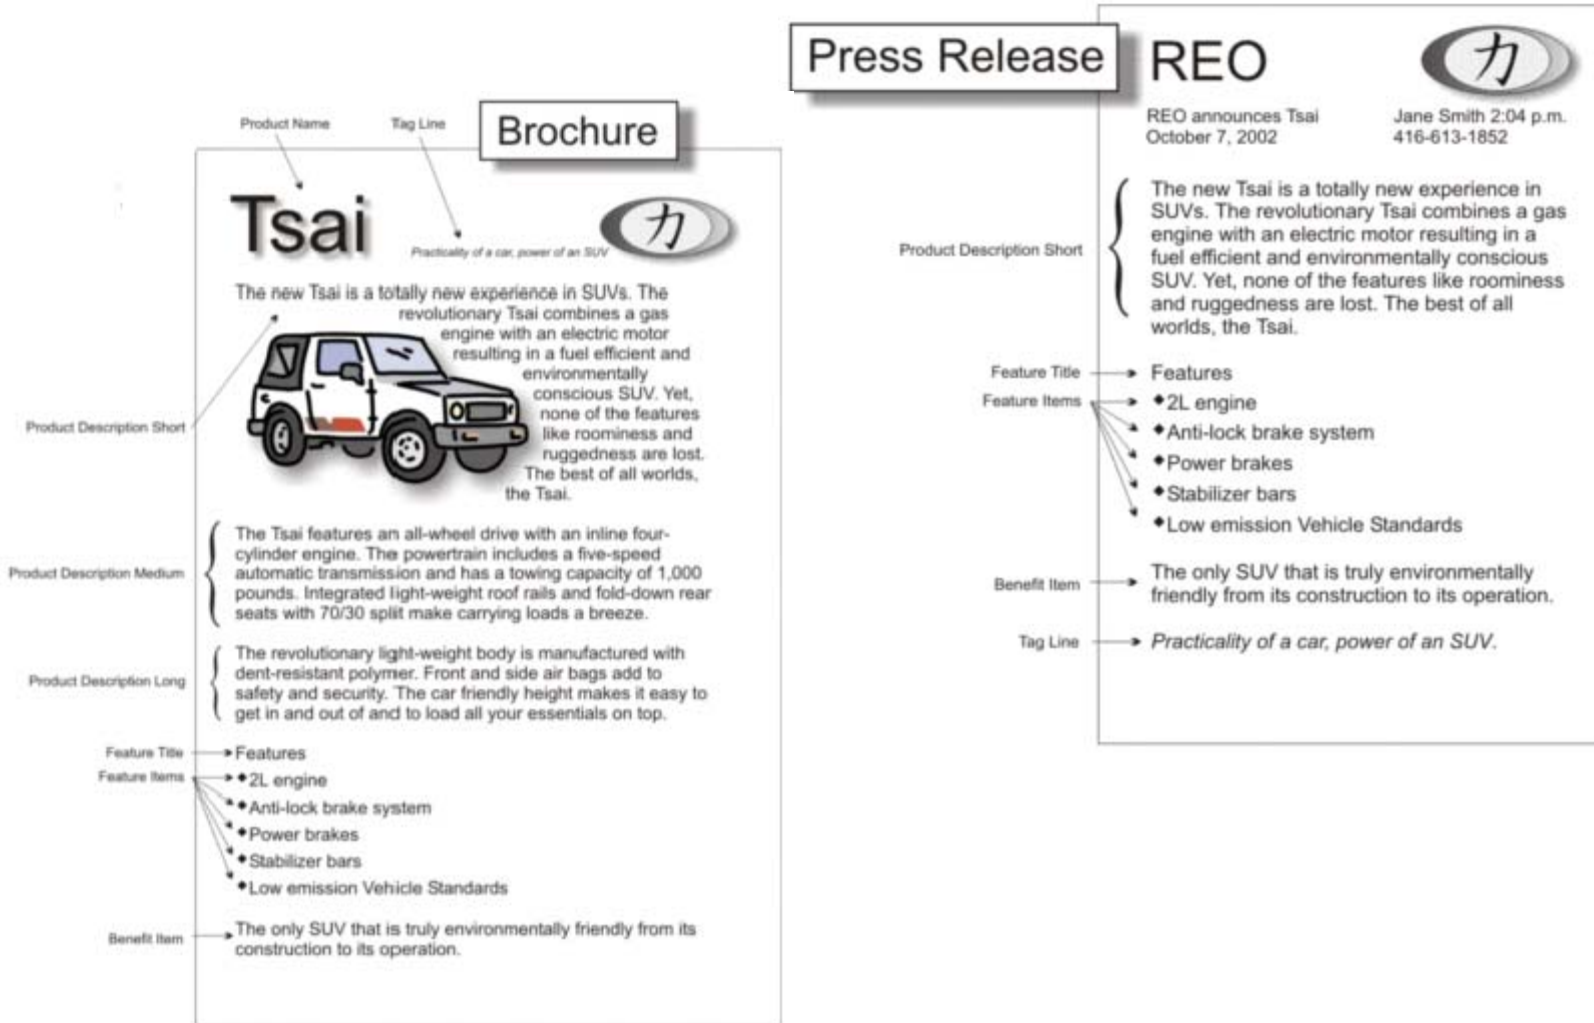 Product Name
Tag Line
Brochure
Tsai
力
Practicality of a car, power of an SUV
The new Tsai is a totally new experience in SUVs. The
revolutionary Tsai combines a gas
engine with an electric motor
resulting in a fuel efficient and
environmentally
conscious SUV. Yet,
none of the features
like roominess and
ruggedness are lost.
The best of all worlds,
the Tsai.
Product Description Short
Product Description Medium
The Tsai features an all-wheel drive with an inline four-
cylinder engine. The powertrain includes a five-speed
automatic transmission and has a towing capacity of 1,000
pounds. Integrated light-weight roof rails and fold-down rear
seats with 70/30 split make carrying loads a breeze.
Product Description Long
The revolutionary light-weight body is manufactured with
dent-resistant polymer. Front and side air bags add to
safety and security. The car friendly height makes it easy to
get in and out of and to load all your essentials on top.
Feature Title
Features
Feature Items
◆2L engine
◆Anti-lock brake system
◆Power brakes
◆Stabilizer bars
◆Low emission Vehicle Standards
Benefit Item
The only SUV that is truly environmentally friendly from its
construction to its operation.
Press Release
REO
力
REO announces Tsai
October 7, 2002
Jane Smith 2:04 p.m.
416-613-1852
Product Description Short
The new Tsai is a totally new experience in
SUVs. The revolutionary Tsai combines a gas
engine with an electric motor resulting in a
fuel efficient and environmentally conscious
SUV. Yet, none of the features like roominess
and ruggedness are lost. The best of all
worlds, the Tsai.
Feature Title
Features
Feature Items
◆2L engine
◆Anti-lock brake system
◆Power brakes
◆Stabilizer bars
◆Low emission Vehicle Standards
Benefit Item
The only SUV that is truly environmentally
friendly from its construction to its operation.
Tag Line
Practicality of a car, power of an SUV.